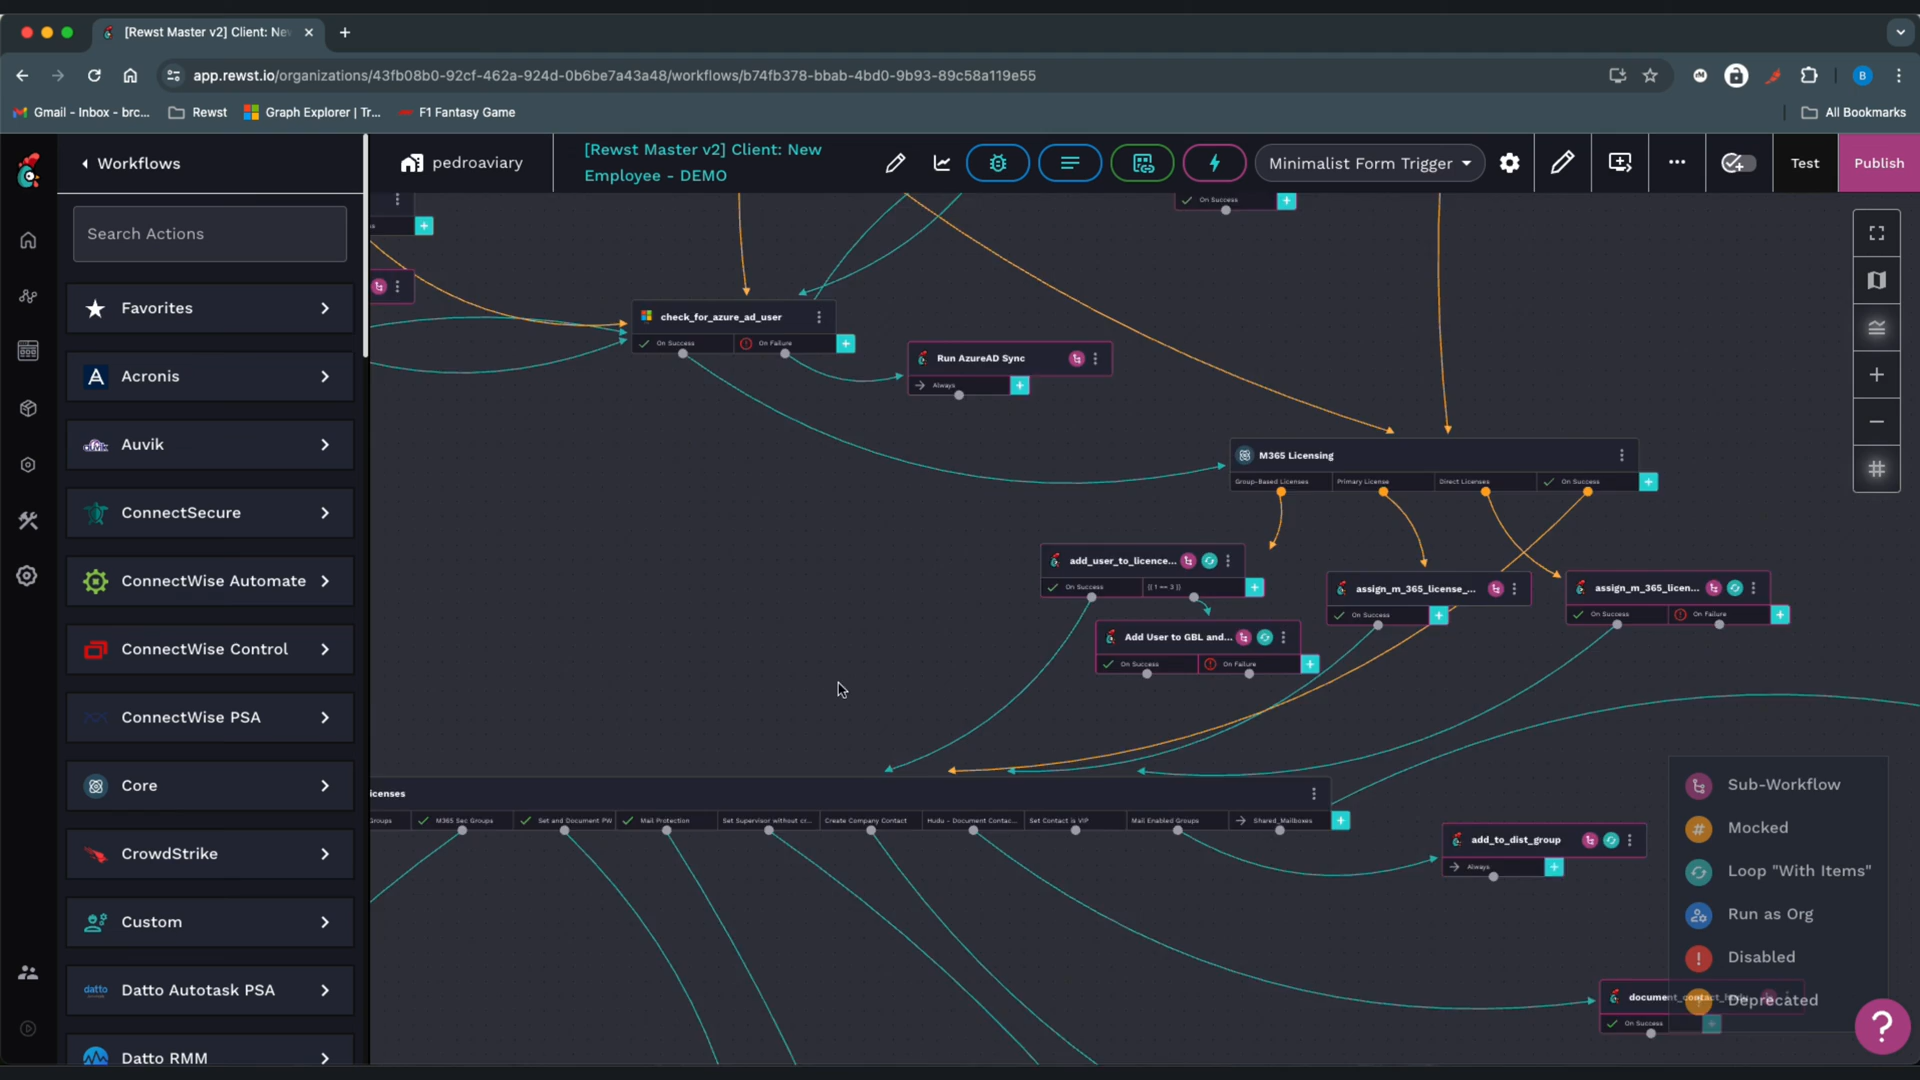 [Rewst Master v2] Client: Nev
app.rewst.io/organizations/43fb08b0-92cf-462a-924d-0b6be7a43a48/workflows/b74fb378-bbab-4bd0-9b93-89c58a119e55
B
Gmail - Inbox - brc...
Rewst
Graph Explorer | Tr...
F1 Fantasy Game
All Bookmarks
Workflows
pedroaviary
[Rewst Master v2] Client: New
Employee - DEMO
Minimalist Form Trigger
Test
Publish
Search Actions
Favorites
Acronis
Auvik
ConnectSecure
ConnectWise Automate
ConnectWise Control
ConnectWise PSA
Core
CrowdStrike
Custom
Datto Autotask PSA
Datto RMM
On Success
check_for_azure_ad_user
On Success
On Failure
Run AzureAD Sync
Always
M365 Licensing
Group-Based Licenses
Primary License
Direct Licenses
On Success
add_user_to_licence...
On Success
{{ 1 == 3 }}
Add User to GBL and...
On Success
On Failure
assign_m_365_license_...
On Success
assign_m_365_licen...
On Success
On Failure
icenses
Groups
M365 Sec Groups
Set and Document PW
Mail Protection
Set Supervisor without cr...
Create Company Contact
Hudu - Document Contac...
Set Contact is VIP
Mail Enabled Groups
Shared_Mailboxes
add_to_dist_group
Always
On Success
Sub-Workflow
Mocked
Loop "With Items"
Run as Org
Disabled
Deprecated